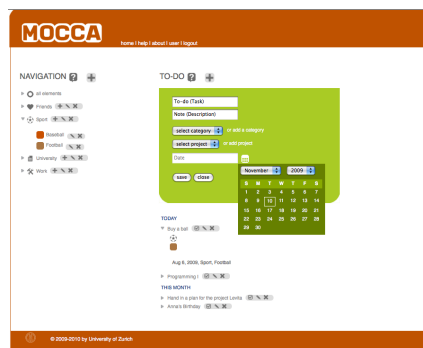 MOCCA
home | help | about | user | logout
NAVIGATION ?
all elements
Friends
Sport
Baseball
Football
University
Work
TO-DO ?
To-do (Task)
Note (Description)
select category or add a category
select project or add project
Date
save close
November 2009
S M T W T F S
1 2 3 4 5 6 7
8 9 10 11 12 13 14
15 16 17 18 19 20 21
22 23 24 25 26 27 28
29 30
TODAY
Buy a ball
Aug 8, 2009, Sport, Football
Programming I
THIS MONTH
Hand in a plan for the project Levita
Anna's Birthday
© 2008-2010 by University of Zurich